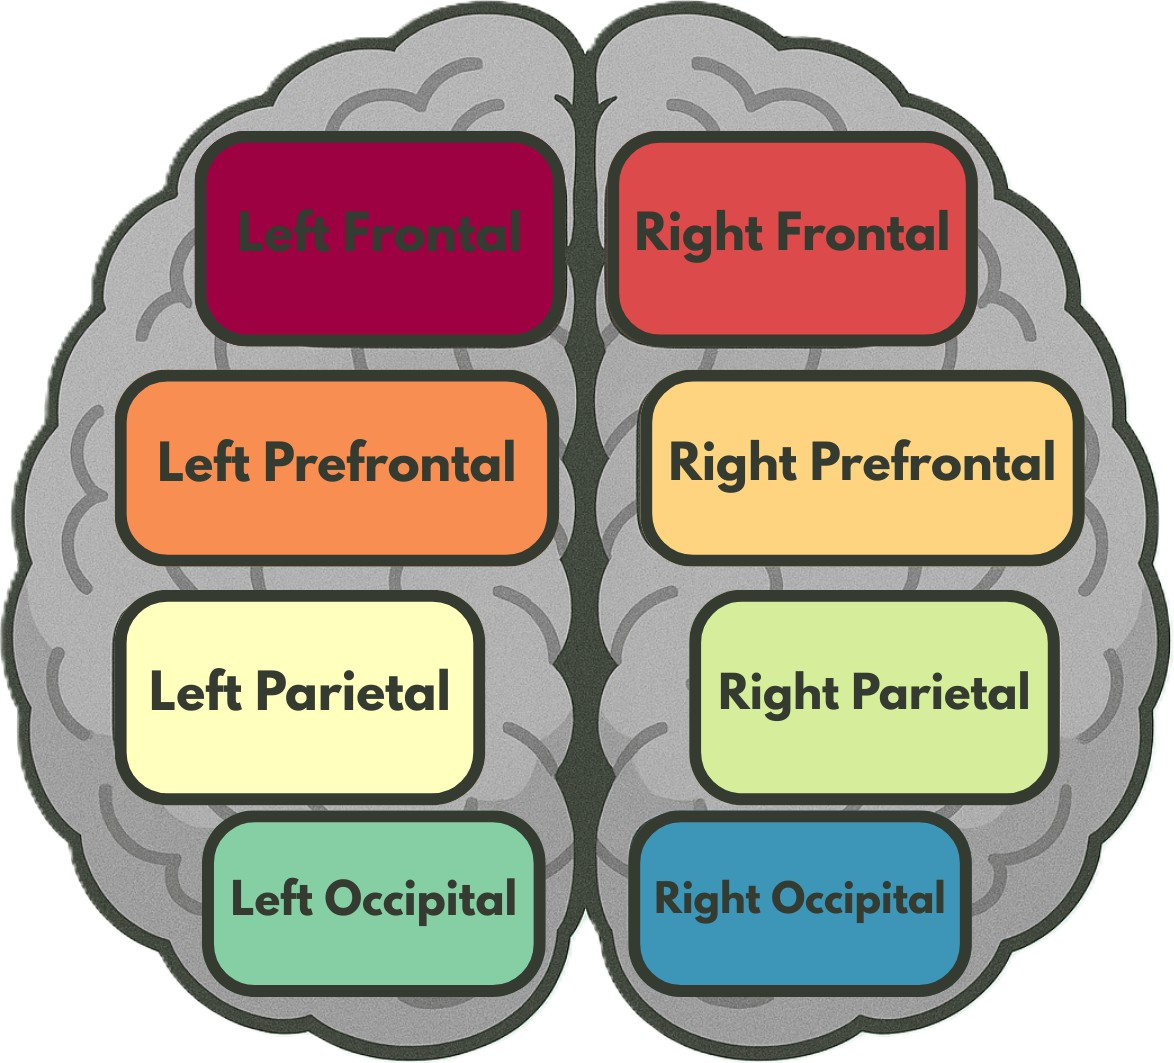 Left Frontal
Right Frontal
Left Prefrontal
Right Prefrontal
Left Parietal
Right Parietal
Left Occipital
Right Occipital